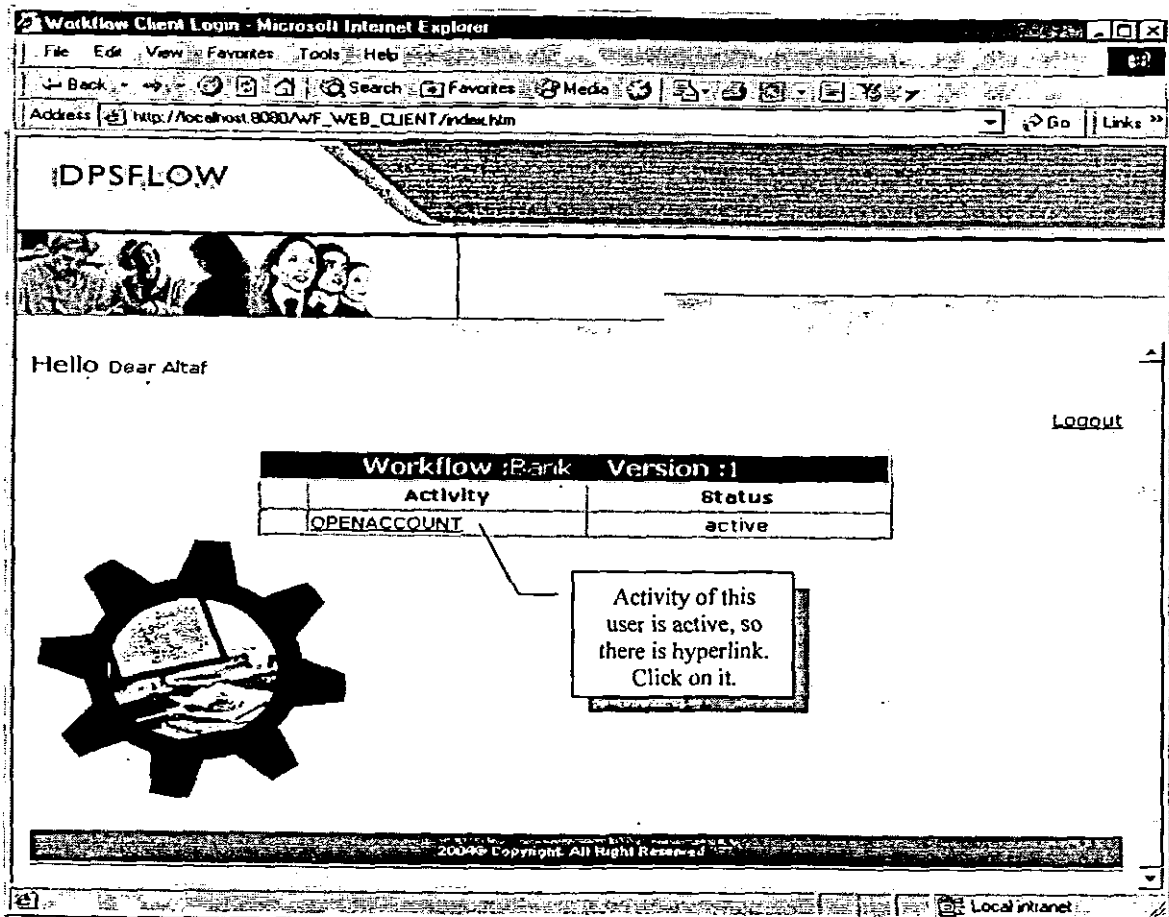 Workflow Client Login - Microsoft Internet Explorer
File Edit View Favorites Tools Help
Back Search Favorites Media
Address http://localhost:8080/WF_WEB_CLIENT/index.htm Go Links »
DPSFLOW
Hello Dear Altaf
Logout
Workflow :Bank Version :1
Activity Status
OPENACCOUNT active
Activity of this
user is active, so
there is hyperlink.
Click on it.
2004© Copyright. All Right Reserved
Local intranet